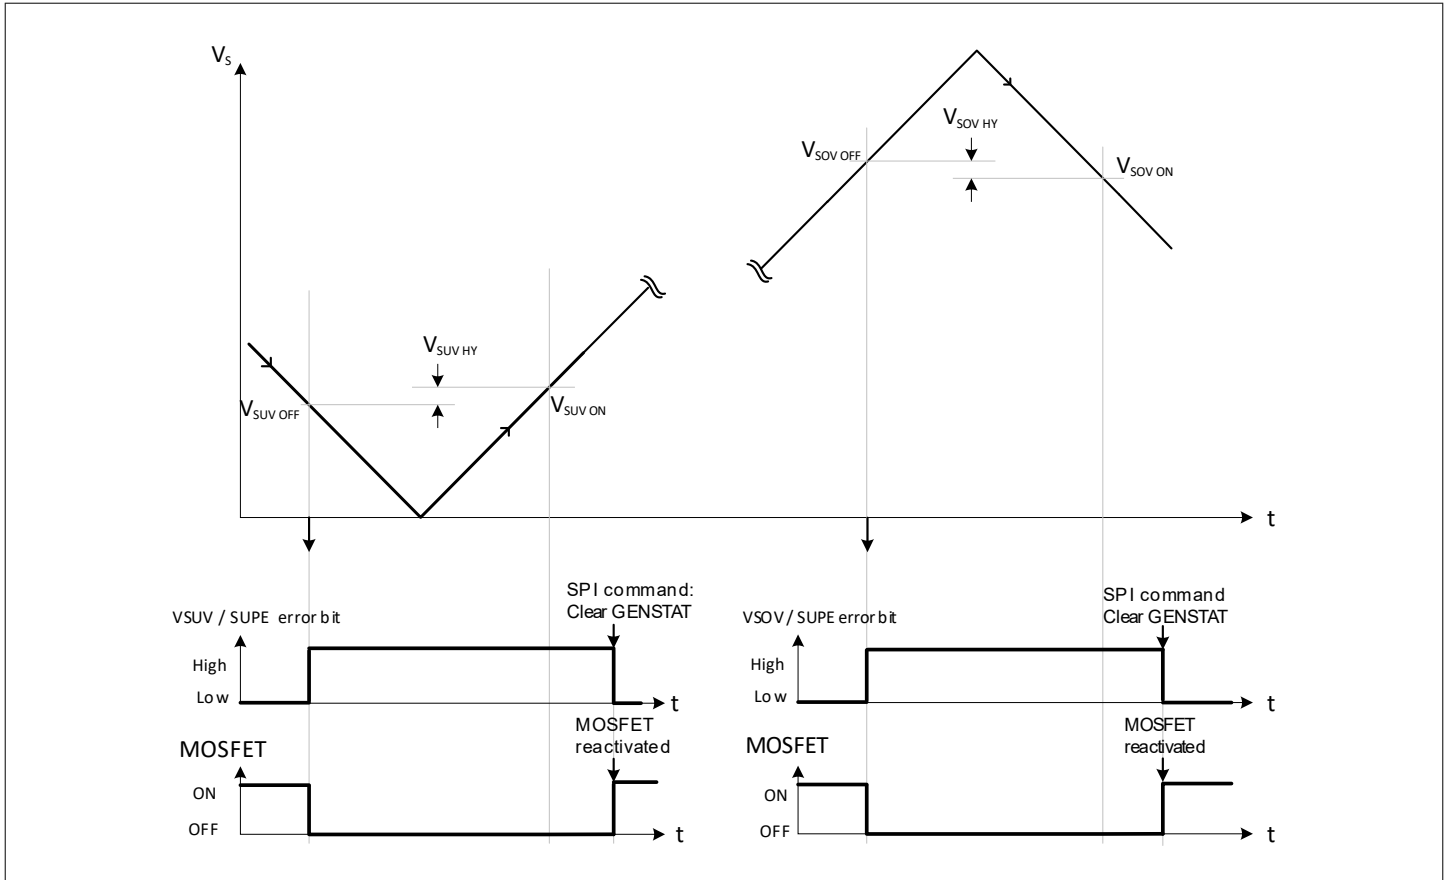 VS
VSOV HY
VSOV OFF
VSOV ON
VSUV HY
VSUV OFF
VSUV ON
t
SPI command:
Clear GENSTAT
VSUV / SUPE error bit
High
Low
t
MOSFET
reactivated
MOSFET
ON
OFF
t
SPI command
Clear GENSTAT
VSOV / SUPE error bit
High
Low
t
MOSFET
reactivated
MOSFET
ON
OFF
t